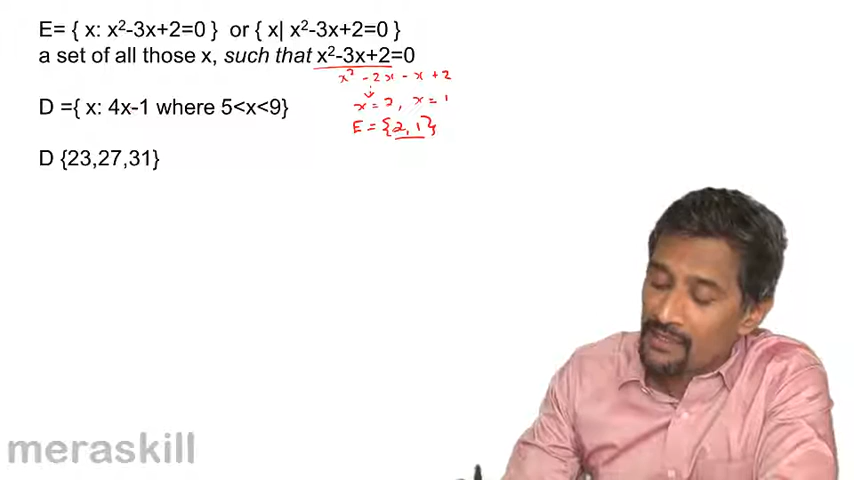 E= { x: x²-3x+2=0 } or { x| x²-3x+2=0 }
a set of all those x, such that x²-3x+2=0
x² -2x -x +2
x = 2, x = 1
E = {2, 1}
D ={ x: 4x-1 where 5<x<9}
D {23,27,31}
meraskill